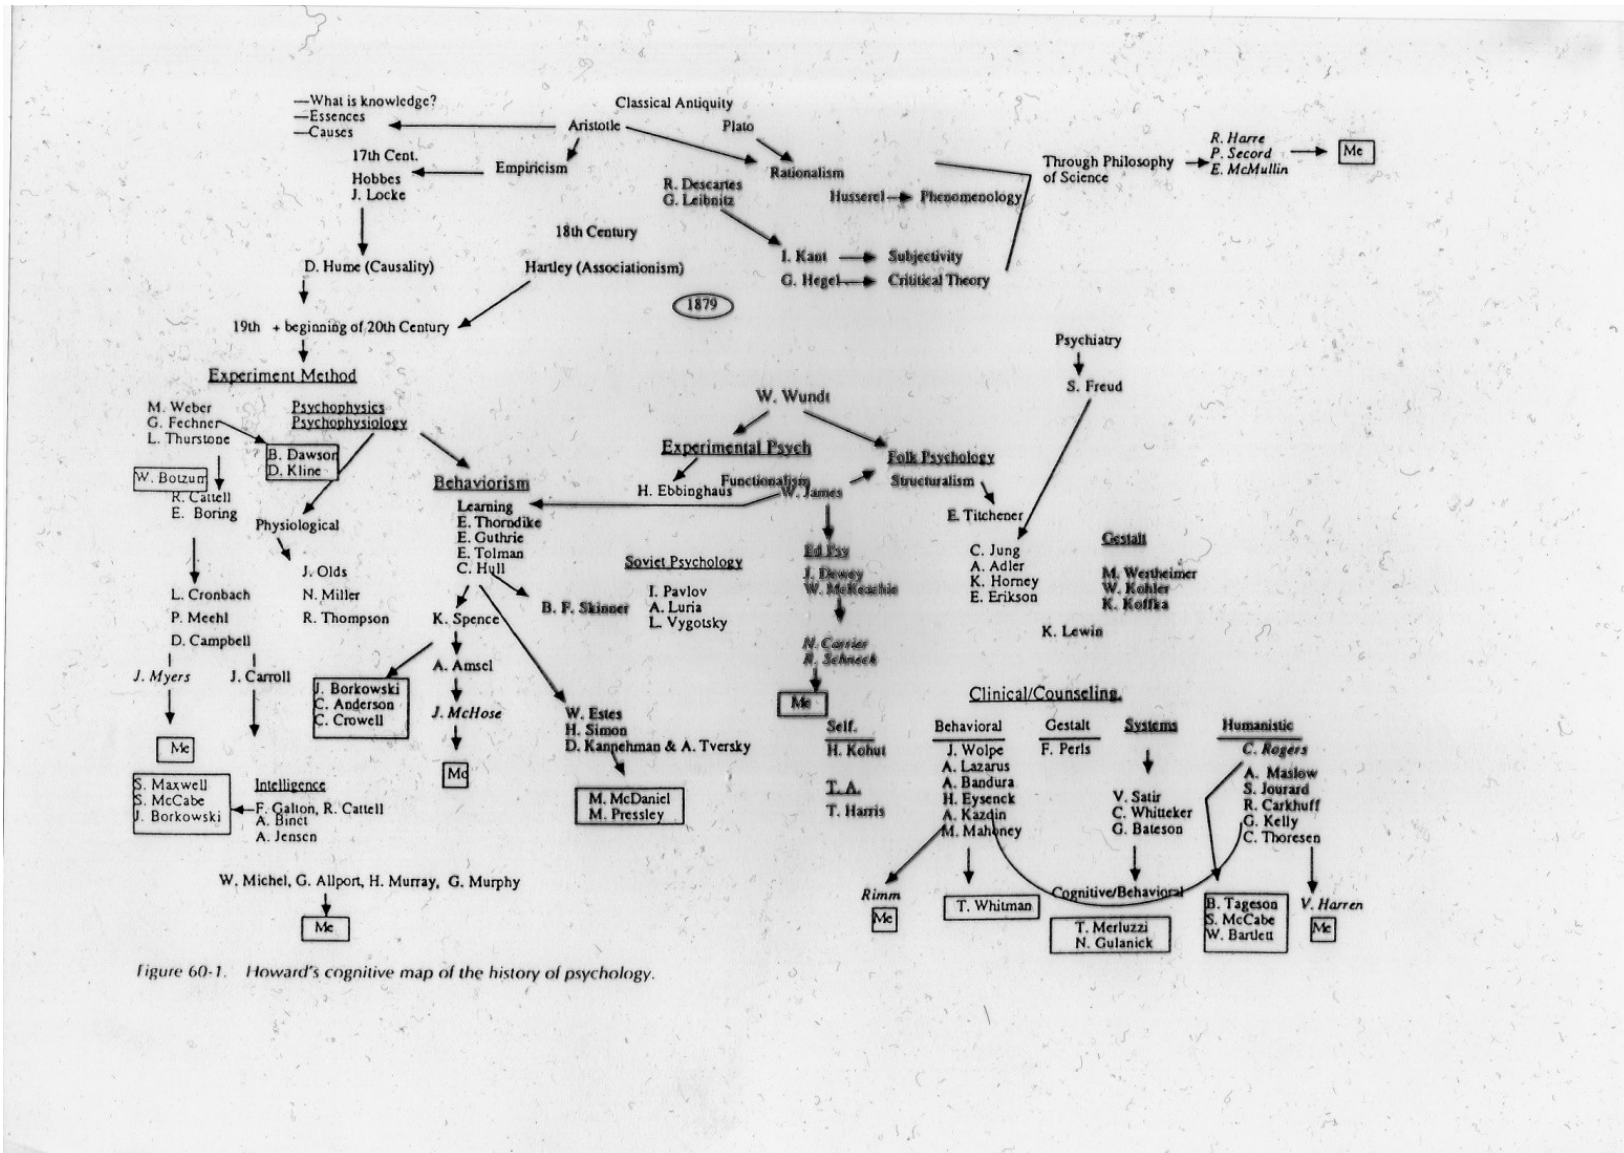 —What is knowledge?
—Essences
—Causes
Classical Antiquity
Aristotle
Plato
17th Cent.
Hobbes
J. Locke
Empiricism
Rationalism
R. Descartes
G. Leibnitz
Husserel
Phenomenology
Through Philosophy
of Science
R. Harre
P. Secord
E. McMullin
Me
18th Century
D. Hume (Causality)
Hartley (Associationism)
I. Kant
Subjectivity
G. Hegel
Crititical Theory
1879
19th + beginning of 20th Century
Experiment Method
Psychiatry
S. Freud
W. Wundt
M. Weber
G. Fechner
L. Thurstone
Psychophysics
Psychophysiology
B. Dawson
D. Kline
W. Botzum
R. Cattell
E. Boring
Physiological
Experimental Psych
Folk Psychology
Behaviorism
H. Ebbinghaus
Functionalism
W. James
Structuralism
E. Titchener
Learning
E. Thorndike
E. Guthrie
E. Tolman
C. Hull
Soviet Psychology
I. Pavlov
A. Luria
L. Vygotsky
B. F. Skinner
Ed Psy
J. Dewey
W. McKeachie
C. Jung
A. Adler
K. Horney
E. Erikson
Gestalt
M. Wertheimer
W. Kohler
K. Koffka
K. Lewin
L. Cronbach
P. Meehl
D. Campbell
J. Olds
N. Miller
R. Thompson
K. Spence
A. Amsel
J. McHose
Me
N. Carrier
R. Schneck
Me
J. Myers
J. Carroll
Me
J. Borkowski
C. Anderson
C. Crowell
W. Estes
H. Simon
D. Kannehman & A. Tversky
M. McDaniel
M. Pressley
S. Maxwell
S. McCabe
J. Borkowski
Intelligence
F. Galton, R. Cattell
A. Binet
A. Jensen
W. Michel, G. Allport, H. Murray, G. Murphy
Me
Self.
H. Kohut
T. A.
T. Harris
Clinical/Counseling.
Behavioral
J. Wolpe
A. Lazarus
A. Bandura
H. Eysenck
A. Kazdin
M. Mahoney
Gestalt
F. Perls
Systems
V. Satir
C. Whitteker
G. Bateson
Humanistic
C. Rogers
A. Maslow
S. Jourard
R. Carkhuff
G. Kelly
C. Thoresen
Rimm
Me
T. Whitman
Cognitive/Behavioral
T. Merluzzi
N. Gulanick
B. Tageson
S. McCabe
W. Bartlett
V. Harren
Me
Figure 60-1. Howard's cognitive map of the history of psychology.